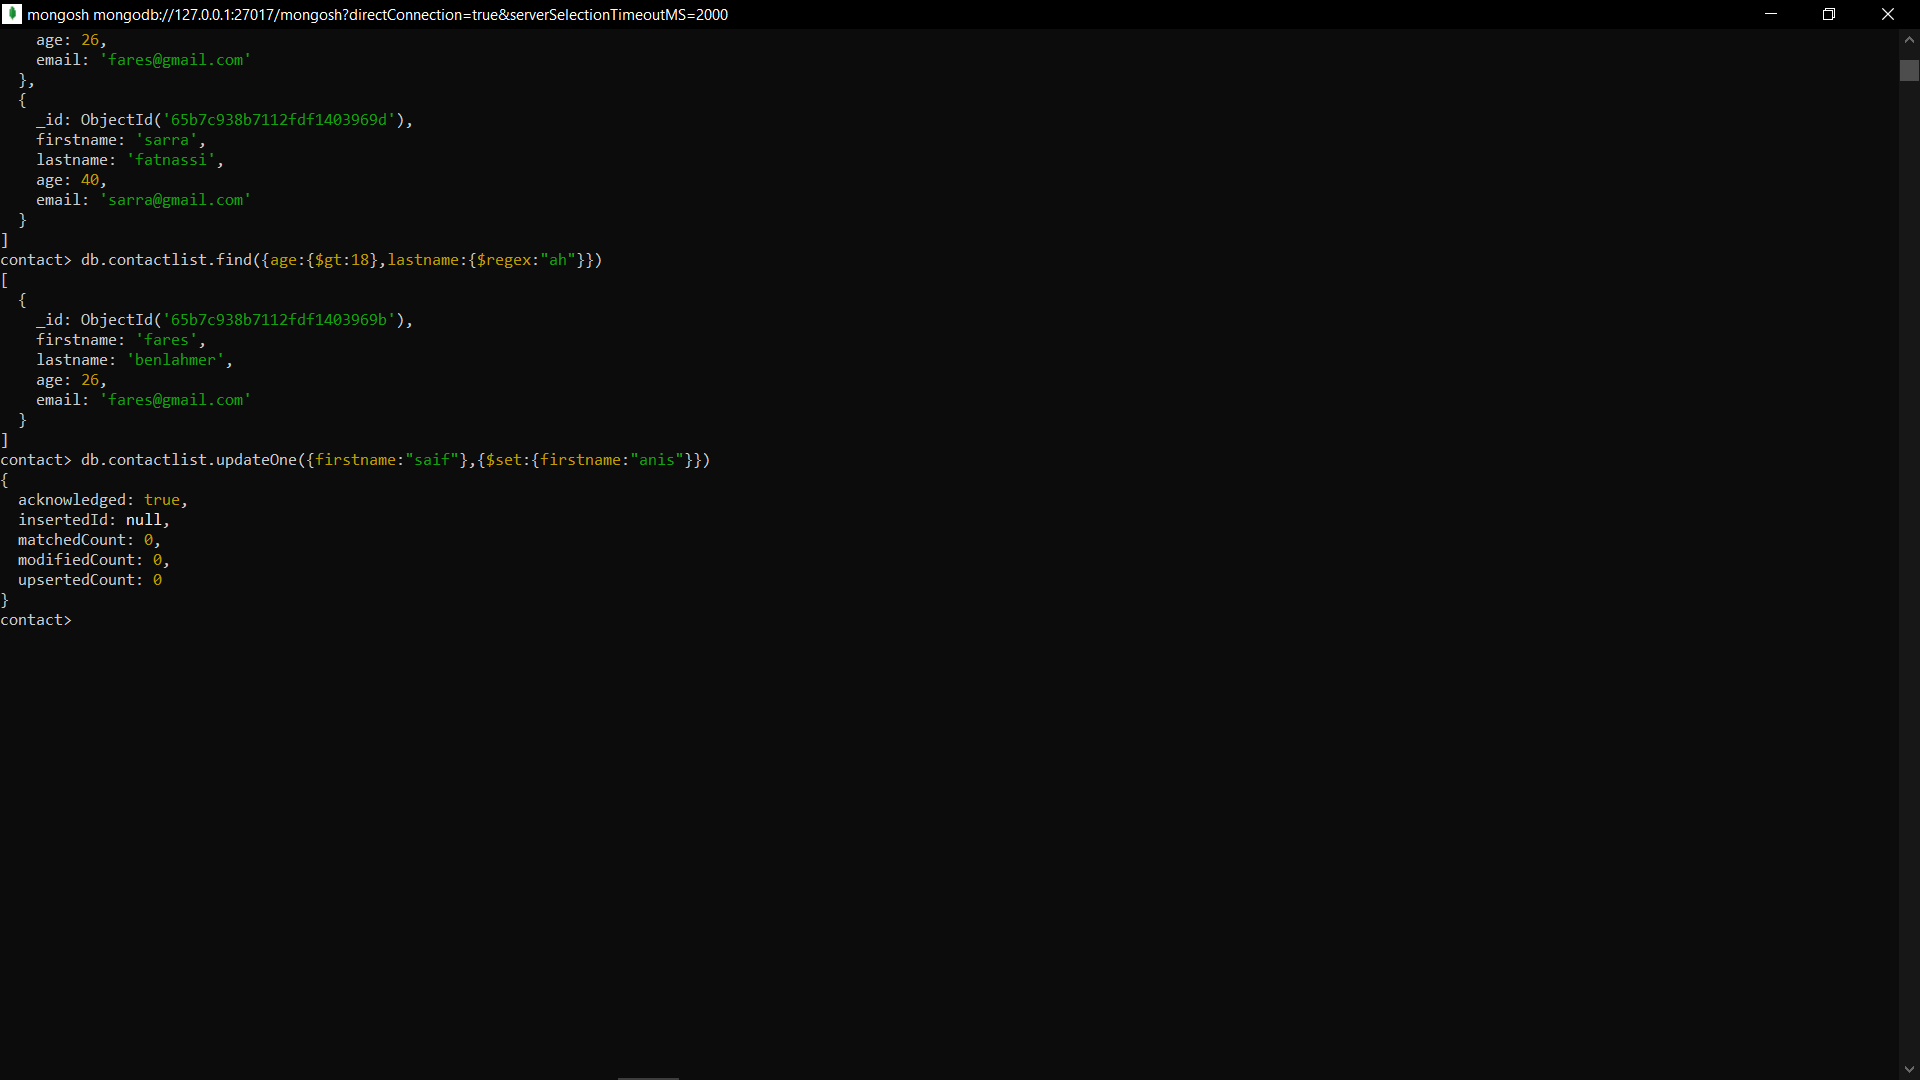 mongosh mongodb://127.0.0.1:27017/mongosh?directConnection=true&serverSelectionTimeoutMS=2000
    age: 26,
    email: 'fares@gmail.com'
  },
  {
    _id: ObjectId('65b7c938b7112fdf1403969d'),
    firstname: 'sarra',
    lastname: 'fatnassi',
    age: 40,
    email: 'sarra@gmail.com'
  }
]
contact> db.contactlist.find({age:{$gt:18},lastname:{$regex:"ah"}})
[
  {
    _id: ObjectId('65b7c938b7112fdf1403969b'),
    firstname: 'fares',
    lastname: 'benlahmer',
    age: 26,
    email: 'fares@gmail.com'
  }
]
contact> db.contactlist.updateOne({firstname:"saif"},{$set:{firstname:"anis"}})
{
  acknowledged: true,
  insertedId: null,
  matchedCount: 0,
  modifiedCount: 0,
  upsertedCount: 0
}
contact>